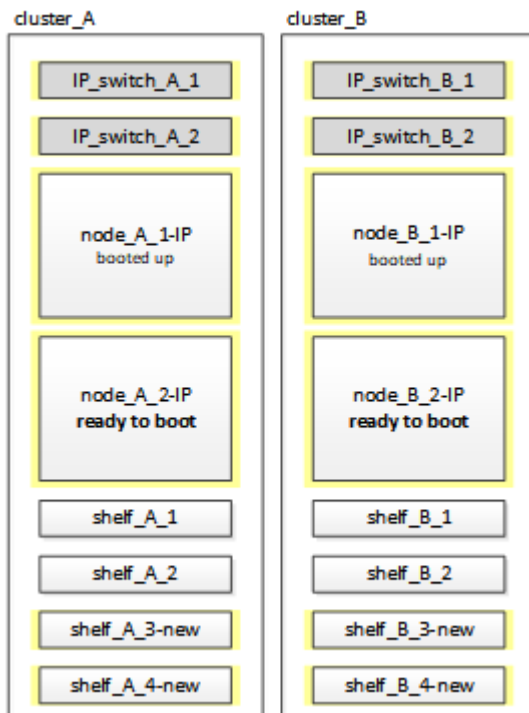 cluster_A
IP_switch_A_1
IP_switch_A_2
node_A_1-IP
booted up
node_A_2-IP
ready to boot
shelf_A_1
shelf_A_2
shelf_A_3-new
shelf_A_4-new
cluster_B
IP_switch_B_1
IP_switch_B_2
node_B_1-IP
booted up
node_B_2-IP
ready to boot
shelf_B_1
shelf_B_2
shelf_B_3-new
shelf_B_4-new